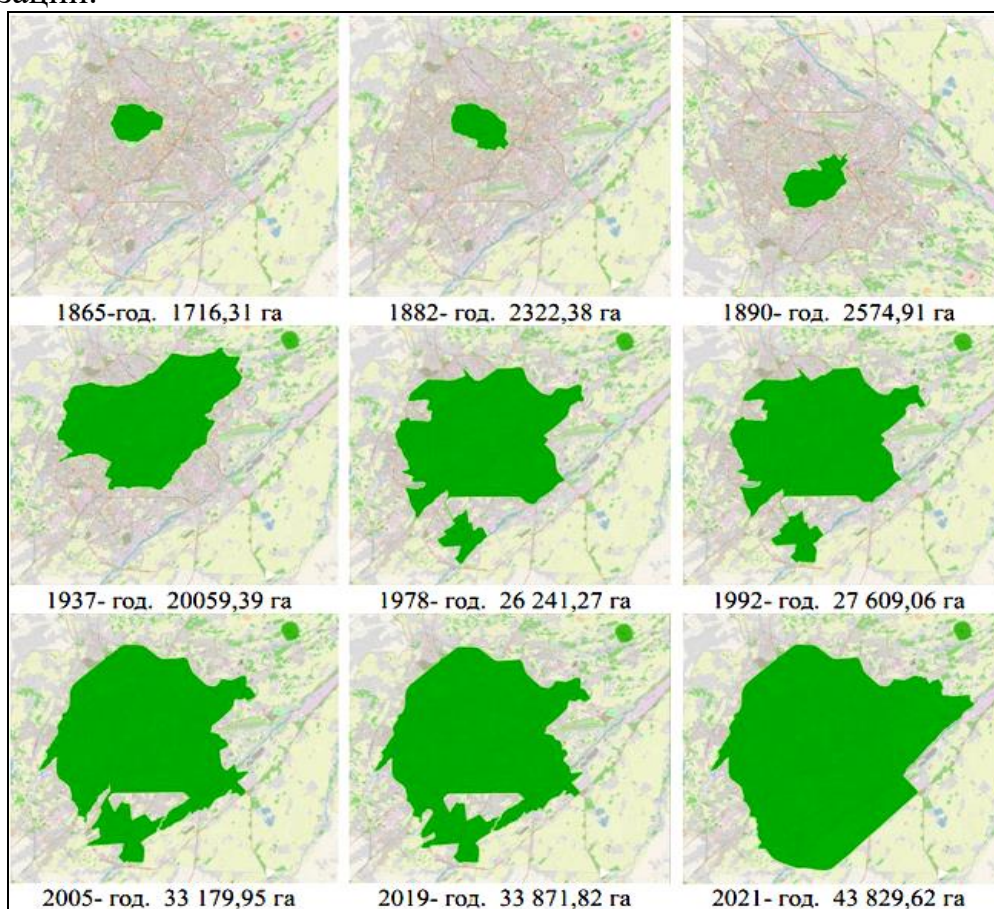 зации.
1865-год. 1716,31 га
1882- год. 2322,38 га
1890- год. 2574,91 га
1937- год. 20059,39 га
1978- год. 26 241,27 га
1992- год. 27 609,06 га
2005- год. 33 179,95 га
2019- год. 33 871,82 га
2021- год. 43 829,62 га